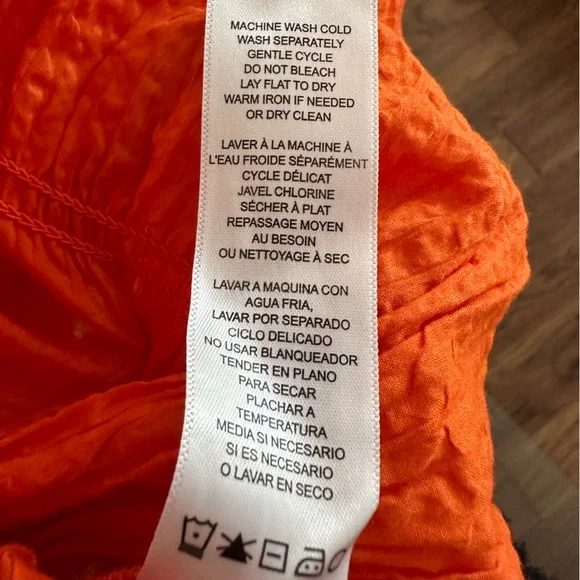 MACHINE WASH COLD
WASH SEPARATELY
GENTLE CYCLE
DO NOT BLEACH
LAY FLAT TO DRY
WARM IRON IF NEEDED
OR DRY CLEAN
LAVER À LA MACHINE À
L'EAU FROIDE SÉPARÉMENT
CYCLE DÉLICAT
JAVEL CHLORINE
SÉCHER À PLAT
REPASSAGE MOYEN
AU BESOIN
OU NETTOYAGE À SEC
LAVAR A MAQUINA CON
AGUA FRIA,
LAVAR POR SEPARADO
CICLO DELICADO
NO USAR BLANQUEADOR
TENDER EN PLANO
PARA SECAR
PLACHAR A
TEMPERATURA
MEDIA SI NECESARIO
SI ES NECESARIO
O LAVAR EN SECO